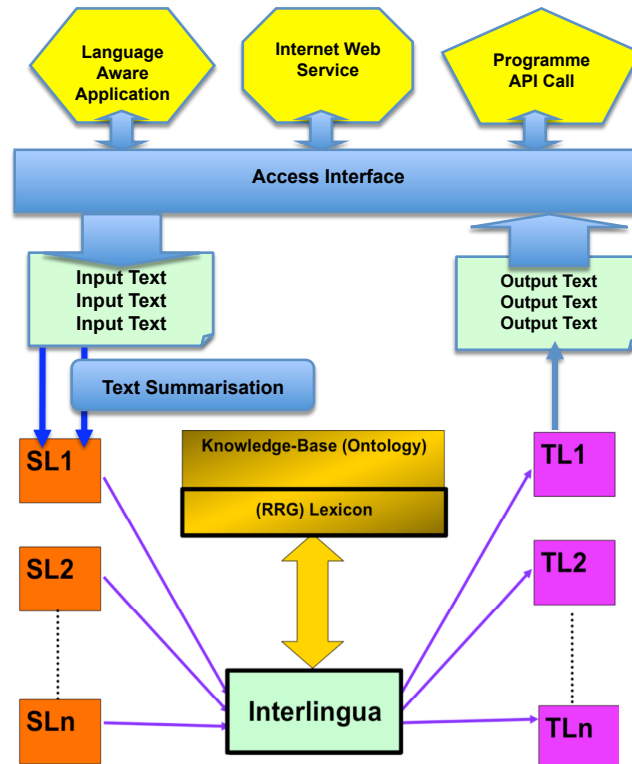 Language
Aware
Application
Internet Web
Service
Programme
API Call
Access Interface
Input Text
Input Text
Input Text
Output Text
Output Text
Output Text
Text Summarisation
SL1
Knowledge-Base (Ontology)
(RRG) Lexicon
TL1
SL2
TL2
SLn
Interlingua
TLn